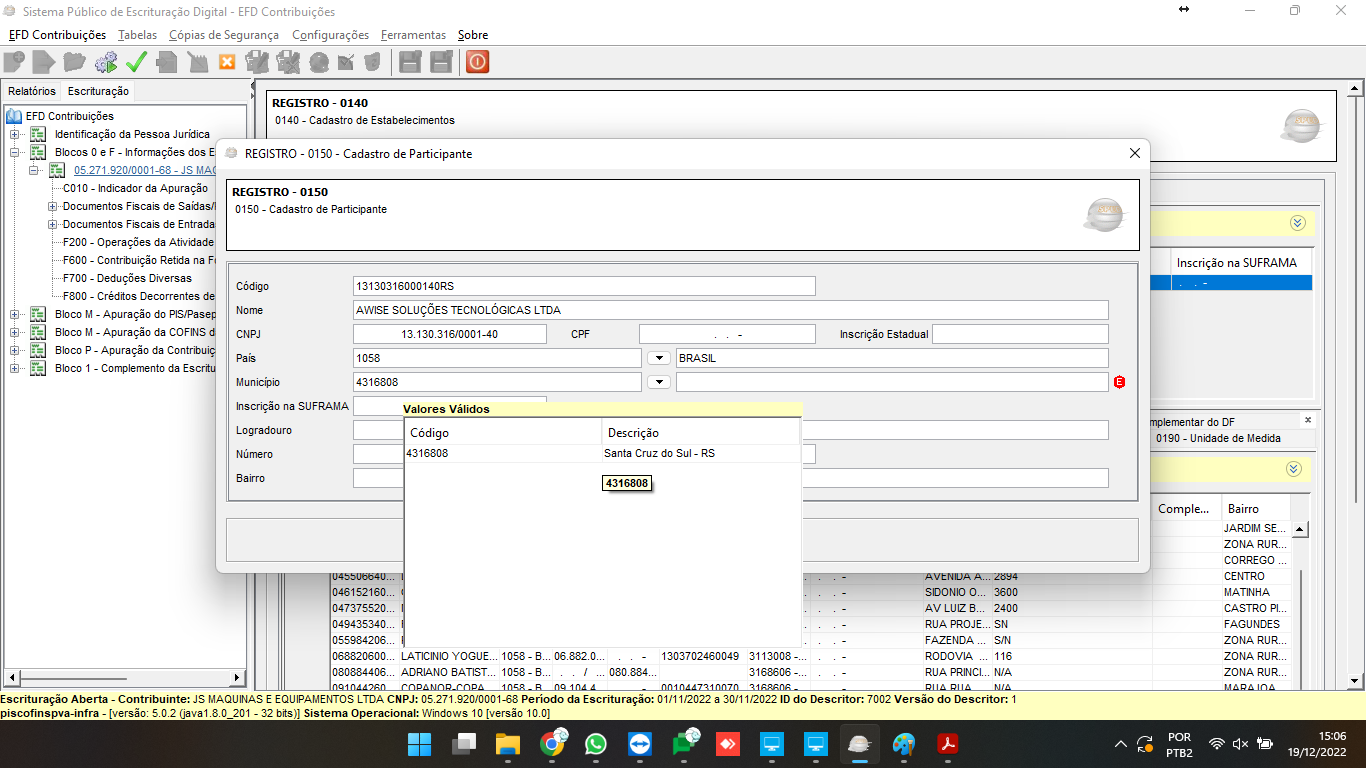 Sistema Público de Escrituração Digital - EFD Contribuições
EFD Contribuições Tabelas Cópias de Segurança Configurações Ferramentas Sobre
Relatórios Escrituração
EFD Contribuições
Identificação da Pessoa Jurídica
Blocos 0 e F - Informações dos E
05.271.920/0001-68 - JS MAQ
C010 - Indicador da Apuração
Documentos Fiscais de Saídas/
Documentos Fiscais de Entrada
F200 - Operações da Atividade
F600 - Contribuição Retida na Fo
F700 - Deduções Diversas
F800 - Créditos Decorrentes de
Bloco M - Apuração do PIS/Pasep
Bloco M - Apuração da COFINS d
Bloco P - Apuração da Contribuiç
Bloco 1 - Complemento da Escritu
REGISTRO - 0140
0140 - Cadastro de Estabelecimentos
REGISTRO - 0150 - Cadastro de Participante
REGISTRO - 0150
0150 - Cadastro de Participante
Código 13130316000140RS
Nome AWISE SOLUÇÕES TECNOLÓGICAS LTDA
CNPJ 13.130.316/0001-40 CPF . . - Inscrição Estadual
País 1058 BRASIL
Município 4316808 E
Inscrição na SUFRAMA
Logradouro
Número
Bairro
Valores Válidos
Código Descrição
4316808 Santa Cruz do Sul - RS
4316808
Inscrição na SUFRAMA
. . -
mplementar do DF
0190 - Unidade de Medida
Comple... Bairro
JARDIM SE...
ZONA RUR...
CORREGO ...
045506640... . . - AVENIDA A... 2894 CENTRO
046152160... . . - SIDONIO O... 3600 MATINHA
047375520... . . - AV LUIZ B... 2400 CASTRO PI...
049435340... . . - RUA PROJE... SN FAGUNDES
055984206... . . - FAZENDA ... S/N ZONA RUR...
068820600... LATICINIO YOGUE... 1058 - B... 06.882.0... . . - 1303702460049 3113008 -... . . - RODOVIA ... 116 ZONA RUR...
080884406... ADRIANO BATIST... 1058 - B... . . / . 080.884... 3168606 -... . . - RUA PRINCI... N/A ZONA RUR...
091044260... COPANOR-COPA... 1058 - B... 09.104.4... . . - 0010447310070 3168606 -... . . - RUA RUA ... N/A MARAJOA
Escrituração Aberta - Contribuinte: JS MAQUINAS E EQUIPAMENTOS LTDA CNPJ: 05.271.920/0001-68 Período da Escrituração: 01/11/2022 a 30/11/2022 ID do Descritor: 7002 Versão do Descritor: 1
piscofinspva-infra - [versão: 5.0.2 (java1.8.0_201 - 32 bits)] Sistema Operacional: Windows 10 [versão 10.0]
POR
PTB2
15:06
19/12/2022